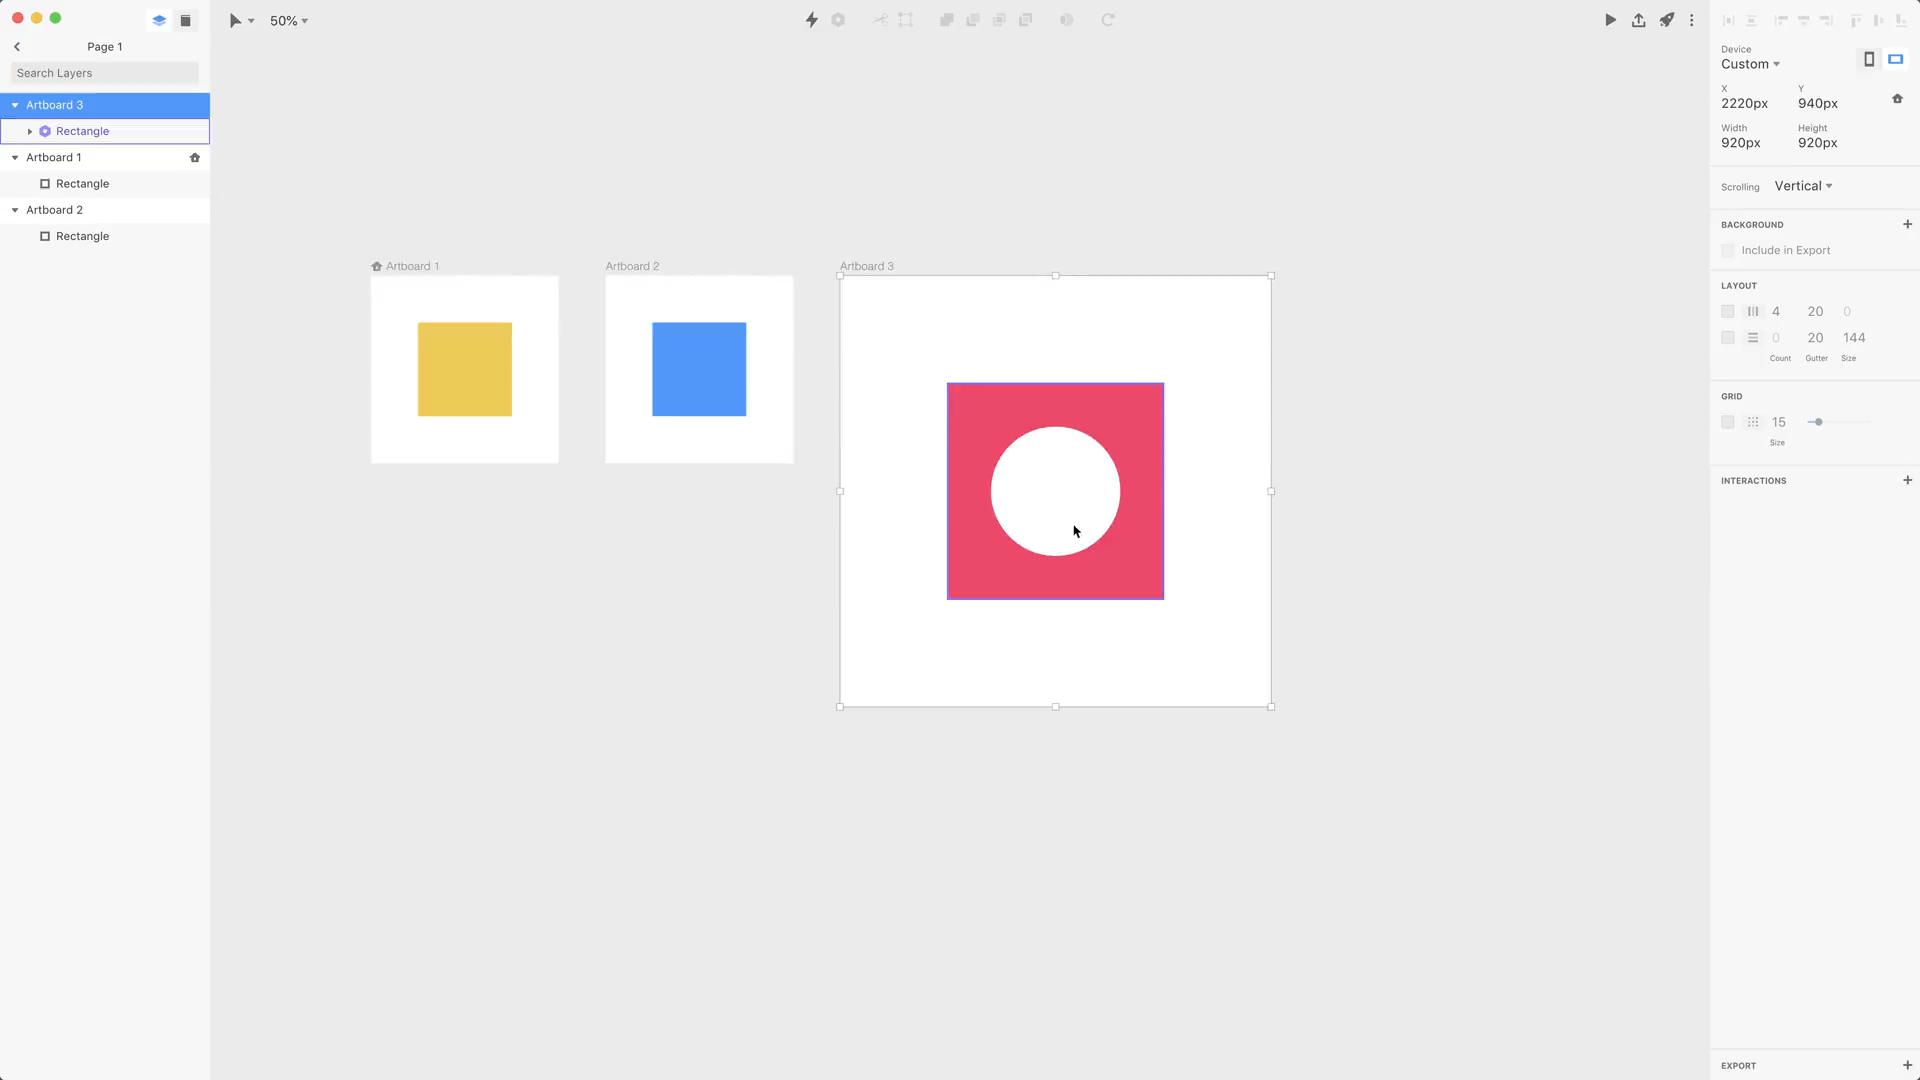 50%
Page 1
Search Layers
Artboard 3
Rectangle
Artboard 1
Rectangle
Artboard 2
Rectangle
Artboard 1
Artboard 2
Artboard 3
Device
Custom
X Y
2220px 940px
Width Height
920px 920px
Scrolling Vertical
BACKGROUND
Include in Export
LAYOUT
4 20 0
0 20 144
Count Gutter Size
GRID
15
Size
INTERACTIONS
EXPORT